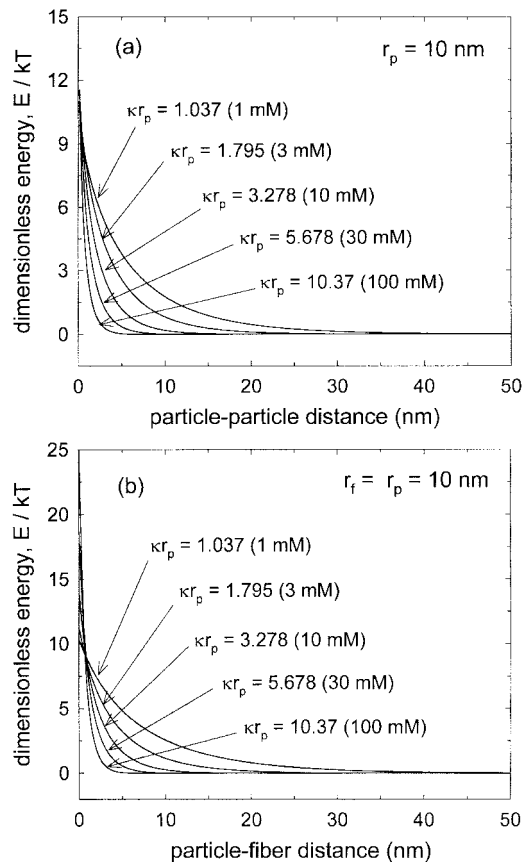 (a)
r_p = 10 nm
15
12
9
6
3
0
κr_p = 1.037 (1 mM)
κr_p = 1.795 (3 mM)
κr_p = 3.278 (10 mM)
κr_p = 5.678 (30 mM)
κr_p = 10.37 (100 mM)
dimensionless energy, E / kT
0 10 20 30 40 50
particle-particle distance (nm)
(b)
r_f = r_p = 10 nm
25
20
15
10
5
0
κr_p = 1.037 (1 mM)
κr_p = 1.795 (3 mM)
κr_p = 3.278 (10 mM)
κr_p = 5.678 (30 mM)
κr_p = 10.37 (100 mM)
dimensionless energy, E / kT
0 10 20 30 40 50
particle-fiber distance (nm)